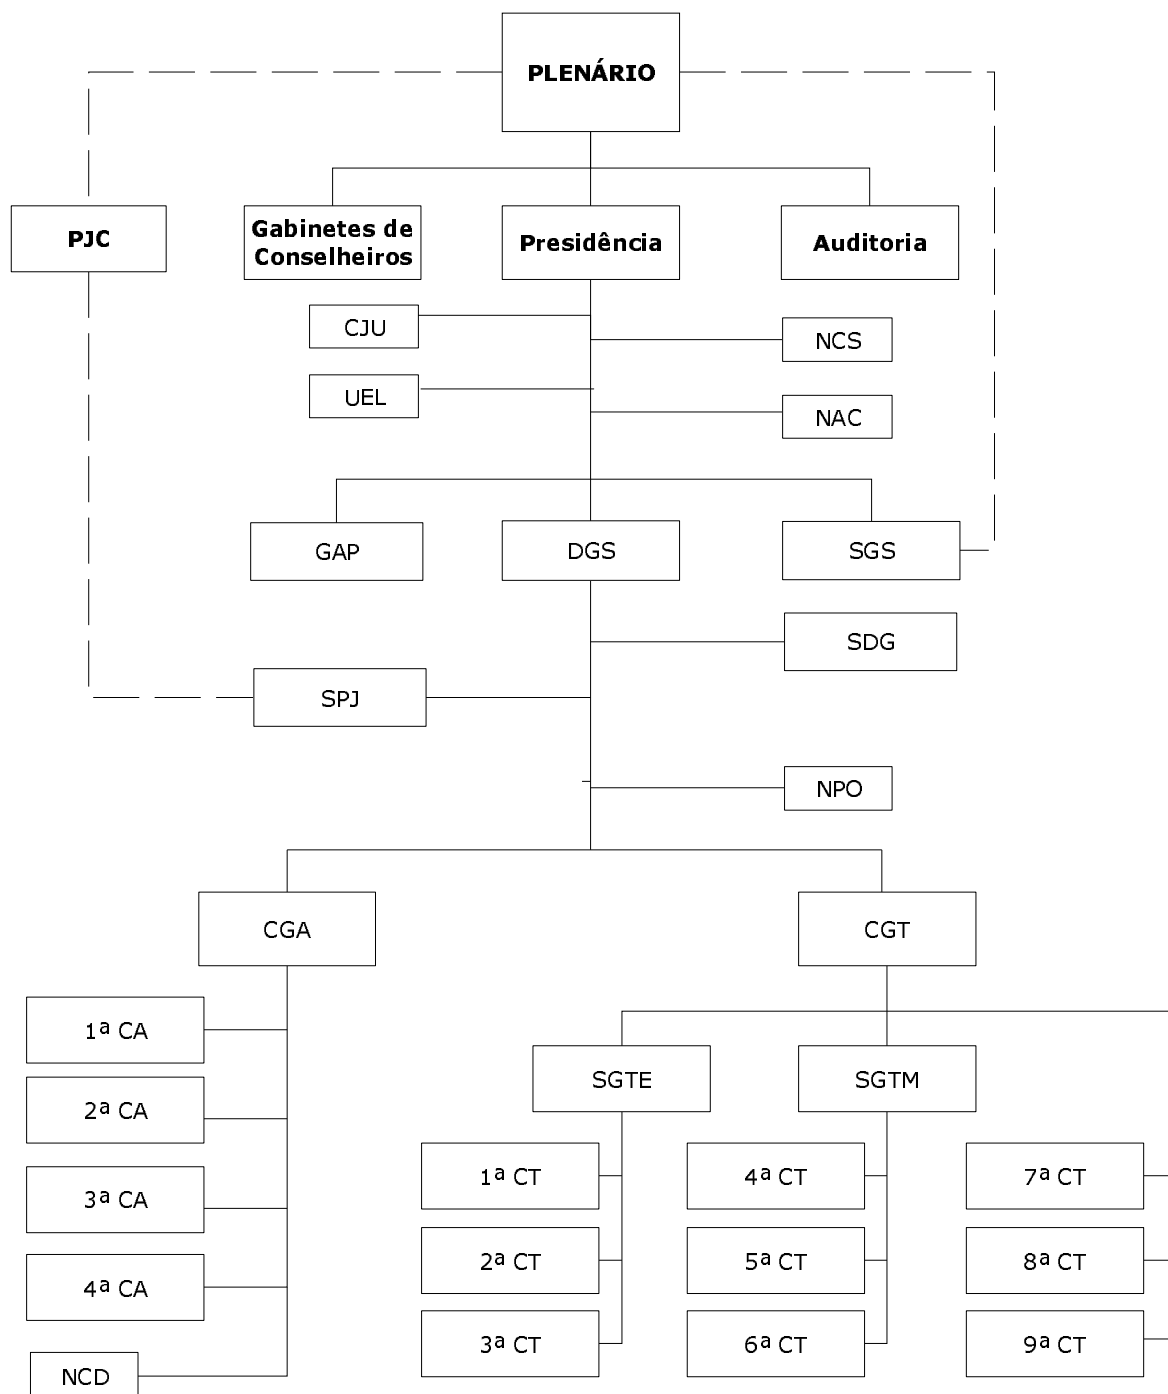 PLENÁRIO
PJC
Gabinetes de
Conselheiros
Presidência
Auditoria
CJU
NCS
UEL
NAC
GAP
DGS
SGS
SDG
SPJ
NPO
CGA
CGT
1ª CA
2ª CA
3ª CA
4ª CA
NCD
SGTE
SGTM
1ª CT
4ª CT
7ª CT
2ª CT
5ª CT
8ª CT
3ª CT
6ª CT
9ª CT